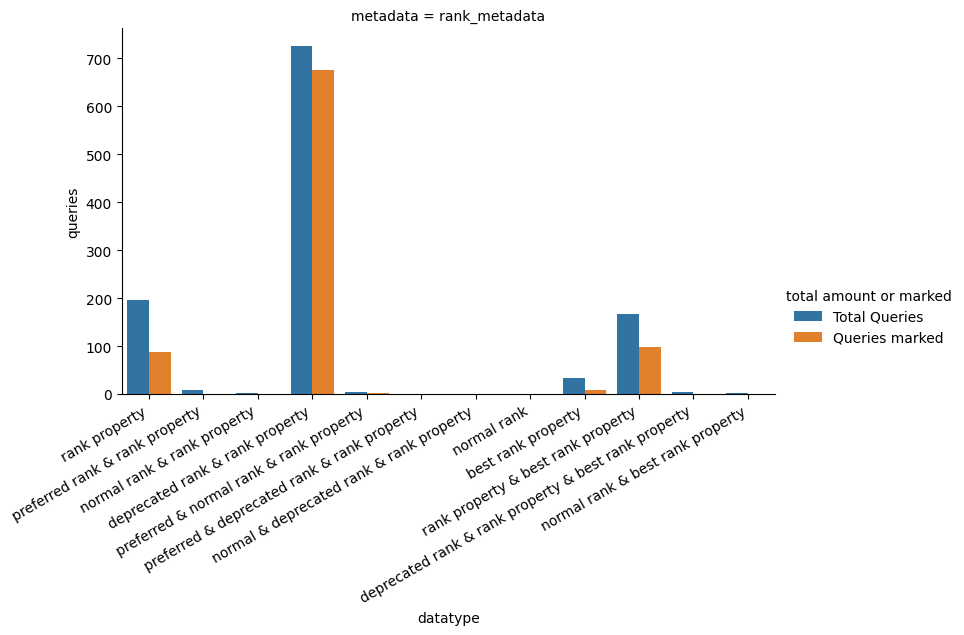 metadata = rank_metadata
queries
700
600
500
400
300
200
100
0
rank property
preferred rank & rank property
normal rank & rank property
deprecated rank & rank property
preferred & normal rank & rank property
preferred & deprecated rank & rank property
normal & deprecated rank & rank property
normal rank
best rank property
rank property & best rank property
deprecated rank & rank property & best rank property
normal rank & best rank property
datatype
total amount or marked
Total Queries
Queries marked